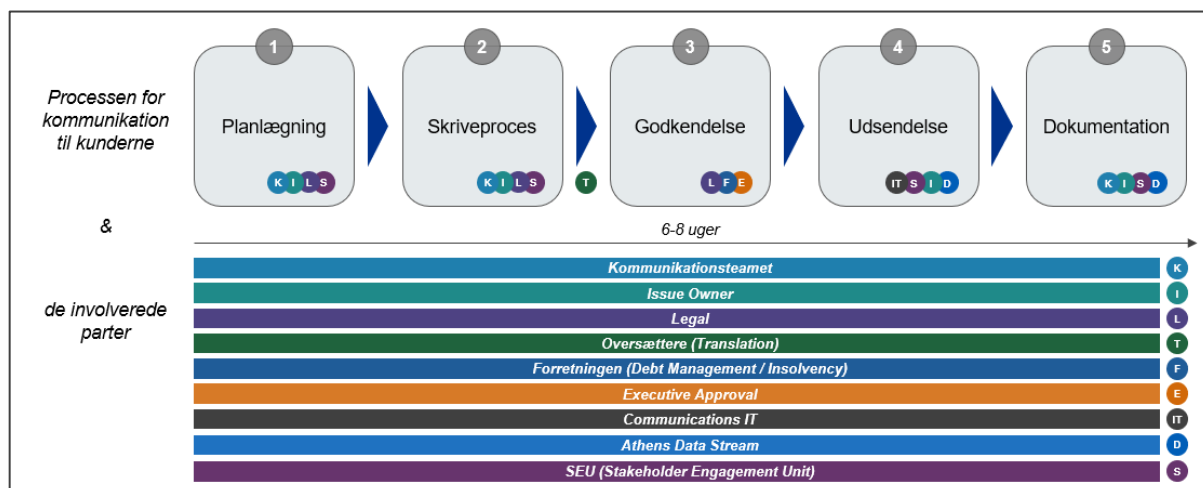 1
2
3
4
5
Processen for
kommunikation
til kunderne
Planlægning
Skriveproces
Godkendelse
Udsendelse
Dokumentation
K I L S
K I L S
T
L F E
IT S I D
K I S D
&
6-8 uger
de involverede
parter
Kommunikationsteamet K
Issue Owner I
Legal L
Oversættere (Translation) T
Forretningen (Debt Management / Insolvency) F
Executive Approval E
Communications IT IT
Athens Data Stream D
SEU (Stakeholder Engagement Unit) S